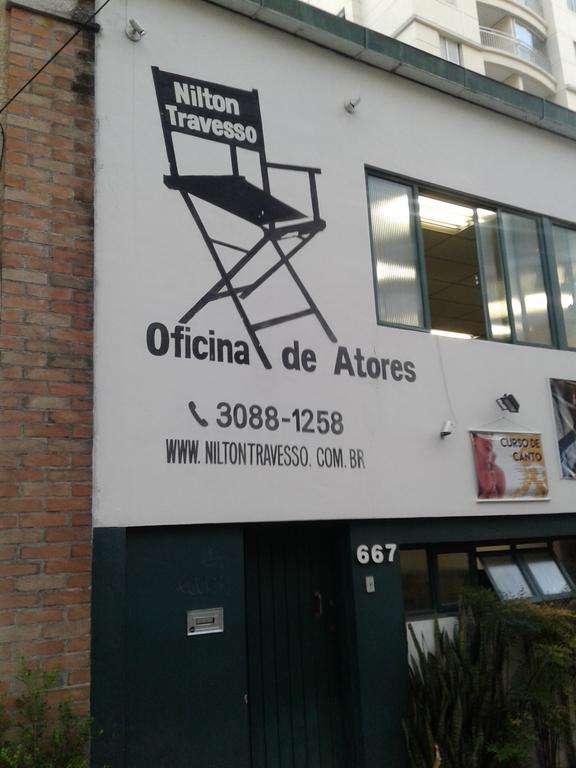 Nilton
Travesso
Oficina de Atores
3088-1258
WWW.NILTONTRAVESSO.COM.BR
CURSO DE
CANTO
667